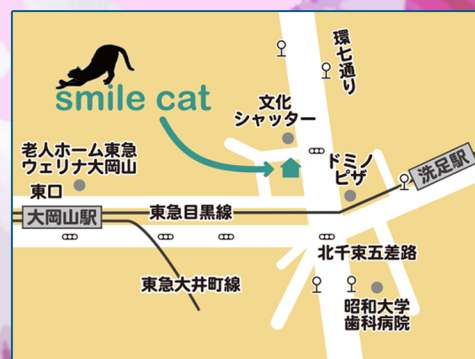 環七通り
smile cat
文化
シャッター
老人ホーム東急
ウェリナ大岡山
ドミノ
ピザ
洗足駅
東口
大岡山駅
東急目黒線
北千束五差路
東急大井町線
昭和大学
歯科病院